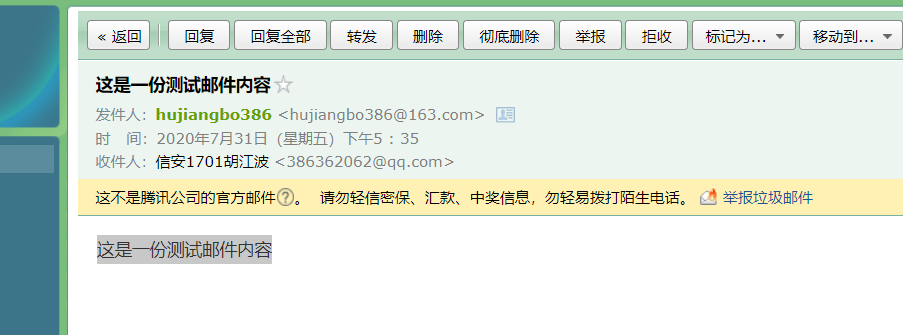 « 返回 回复 回复全部 转发 删除 彻底删除 举报 拒收 标记为... 移动到...
这是一份测试邮件内容
发件人：hujiangbo386 <hujiangbo386@163.com>
时　间：2020年7月31日（星期五）下午5：35
收件人：信安1701胡江波 <386362062@qq.com>
这不是腾讯公司的官方邮件?。 请勿轻信密保、汇款、中奖信息，勿轻易拨打陌生电话。 举报垃圾邮件
这是一份测试邮件内容